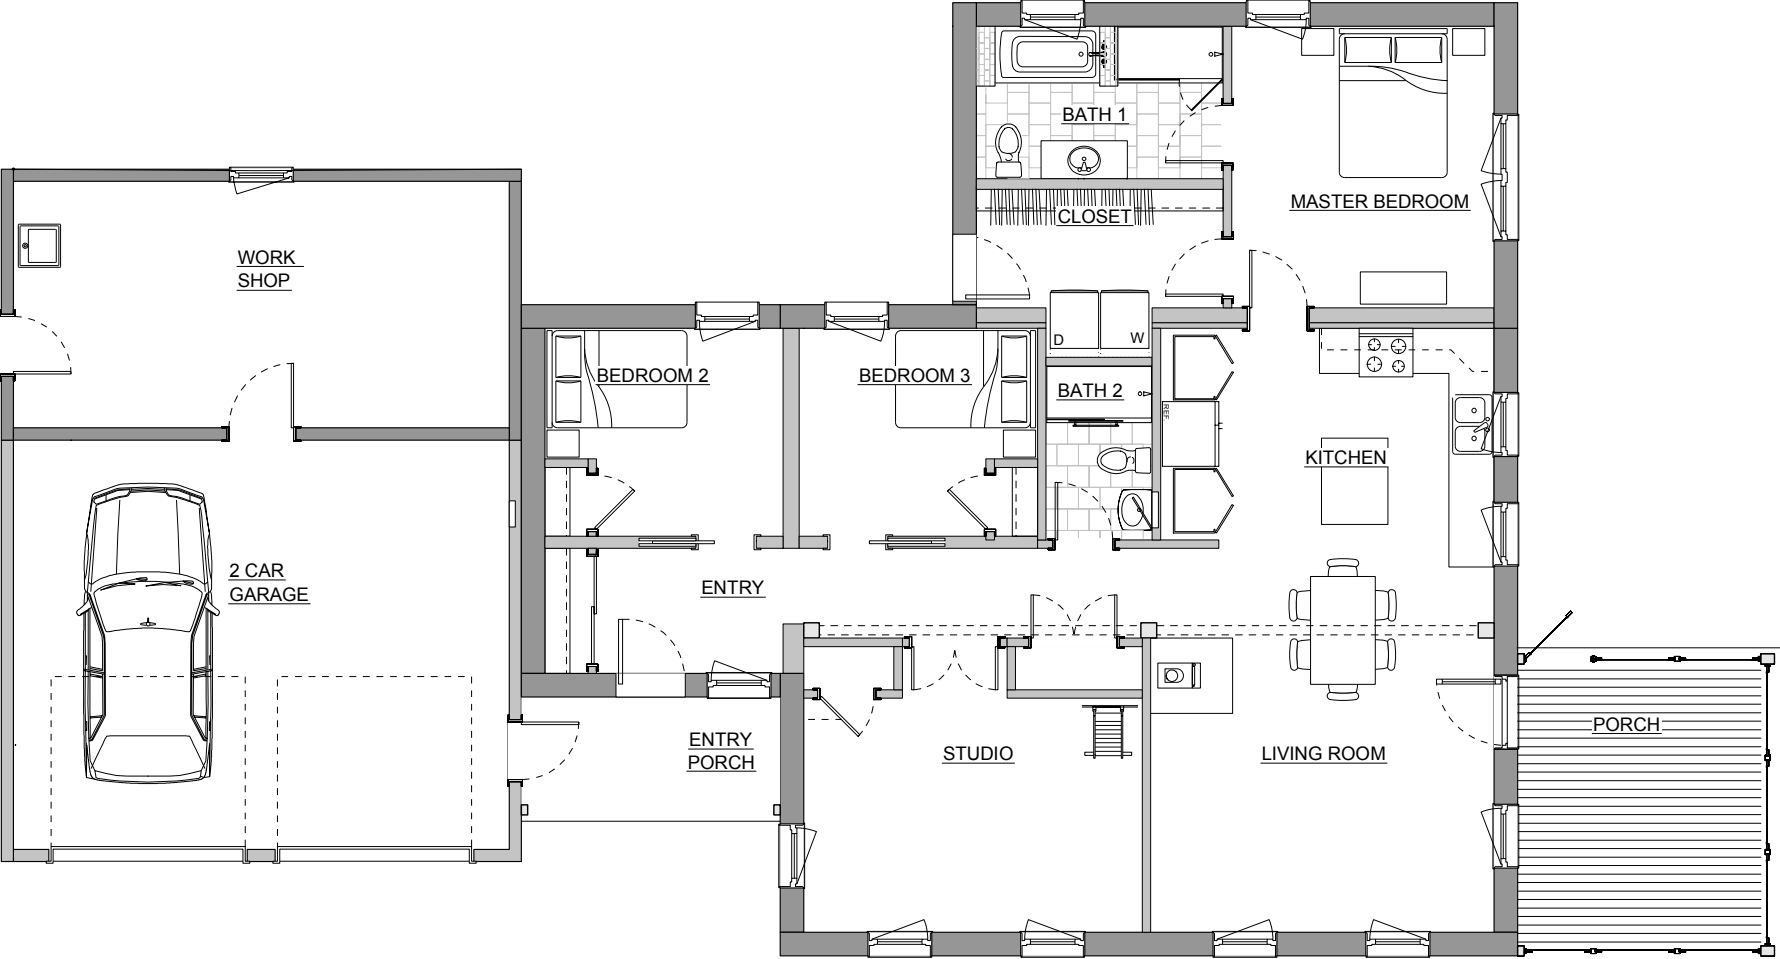 BATH 1
MASTER BEDROOM
CLOSET
WORK
SHOP
D
W
BEDROOM 2
BEDROOM 3
BATH 2
REF.
KITCHEN
2 CAR
GARAGE
ENTRY
ENTRY
PORCH
STUDIO
LIVING ROOM
PORCH